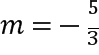 m = − 5/3